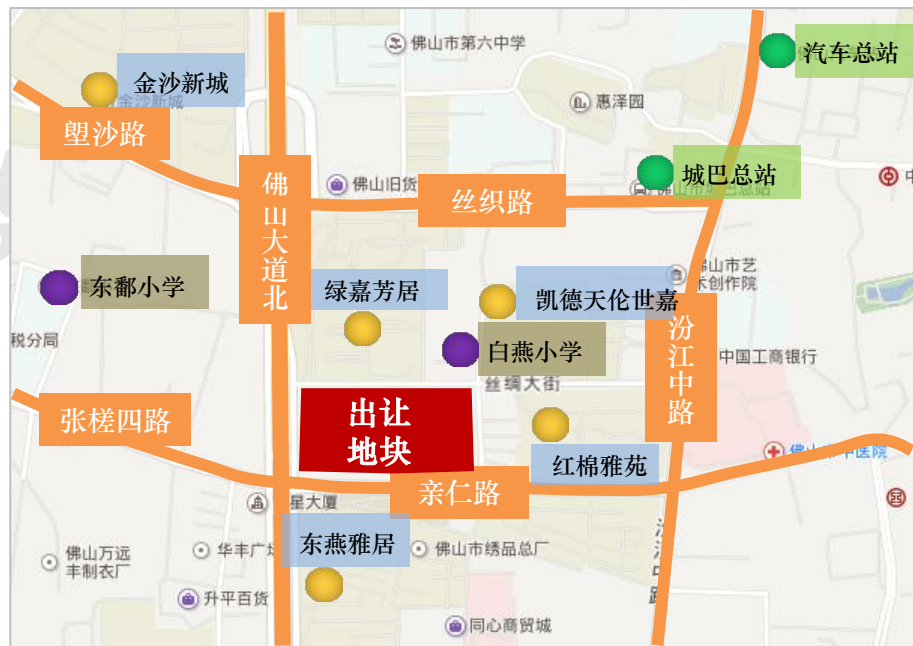 佛山市第六中学
汽车总站
金沙新城
金沙新城
惠泽园
塱沙路
佛山大道北
佛山旧货
丝织路
城巴总站
中
东鄱小学
绿嘉芳居
凯德天伦世嘉
佛山市艺
术创作院
税分局
白燕小学
汾江中路
中国工商银行
丝绸大街
张槎四路
出让
地块
红棉雅苑
亲仁路
星大厦
东燕雅居
佛山万远
丰制衣厂
华丰广场
佛山市绣品总厂
升平百货
同心商贸城